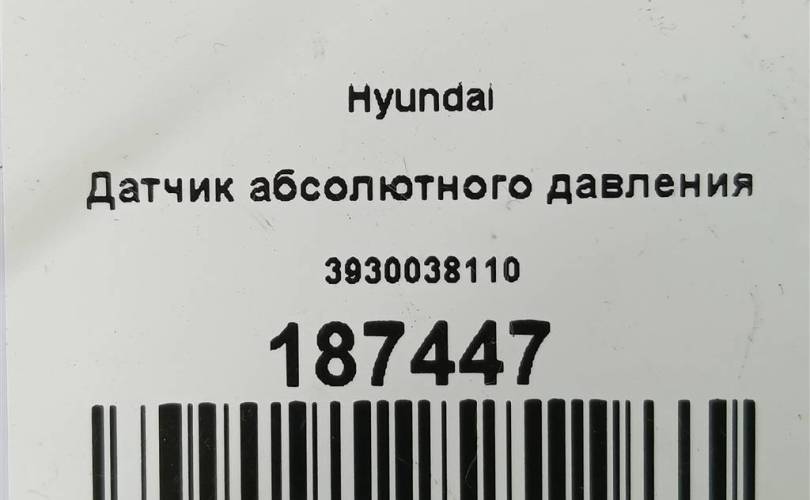 Hyundai
Датчик абсолютного давления
3930038110
187447